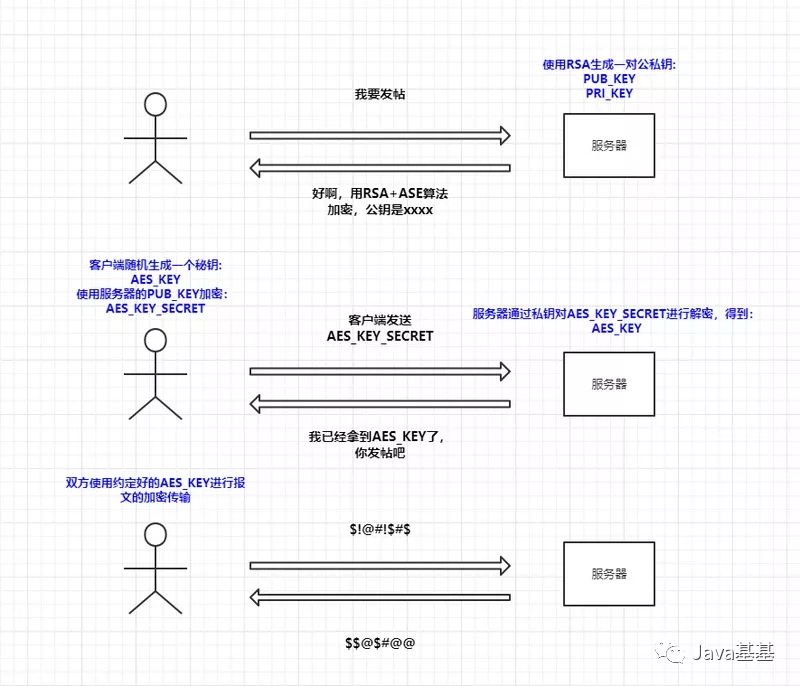 使用RSA生成一对公私钥:
PUB_KEY
PRI_KEY
我要发帖
服务器
好啊，用RSA+ASE算法
加密，公钥是xxxx
客户端随机生成一个秘钥:
AES_KEY
使用服务器的PUB_KEY加密:
AES_KEY_SECRET
客户端发送
AES_KEY_SECRET
服务器通过私钥对AES_KEY_SECRET进行解密，得到:
AES_KEY
服务器
我已经拿到AES_KEY了，
你发帖吧
双方使用约定好的AES_KEY进行报
文的加密传输
$!@#!$#$
服务器
$$@$#@@
Java基基